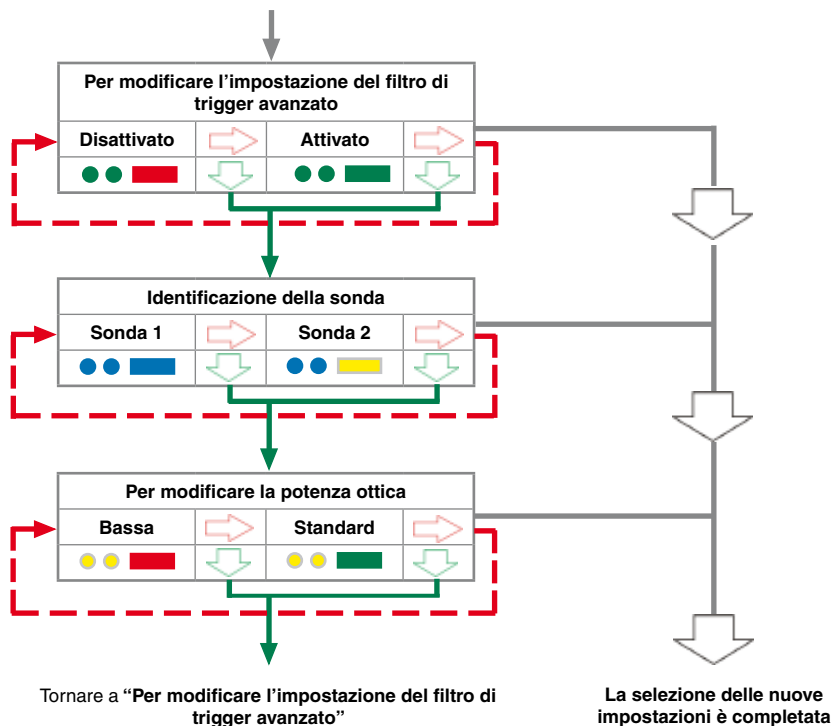 Per modificare l'impostazione del filtro di
trigger avanzato
Disattivato
Attivato
Identificazione della sonda
Sonda 1
Sonda 2
Per modificare la potenza ottica
Bassa
Standard
Tornare a “Per modificare l'impostazione del filtro di
trigger avanzato”
La selezione delle nuove
impostazioni è completata